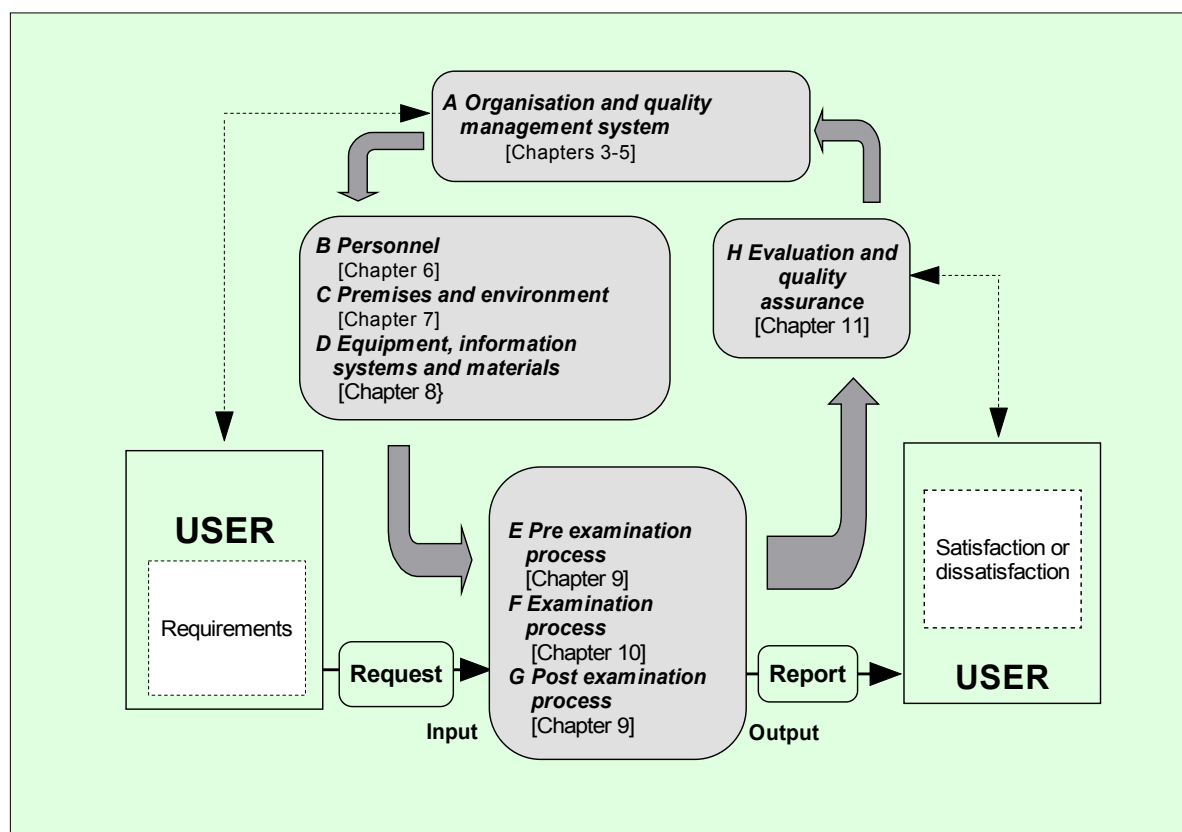 A Organisation and quality
management system
[Chapters 3-5]
B Personnel
[Chapter 6]
C Premises and environment
[Chapter 7]
D Equipment, information
systems and materials
[Chapter 8}
H Evaluation and
quality
assurance
[Chapter 11]
USER
Requirements
Request
Input
E Pre examination
process
[Chapter 9]
F Examination
process
[Chapter 10]
G Post examination
process
[Chapter 9]
Report
Output
Satisfaction or
dissatisfaction
USER